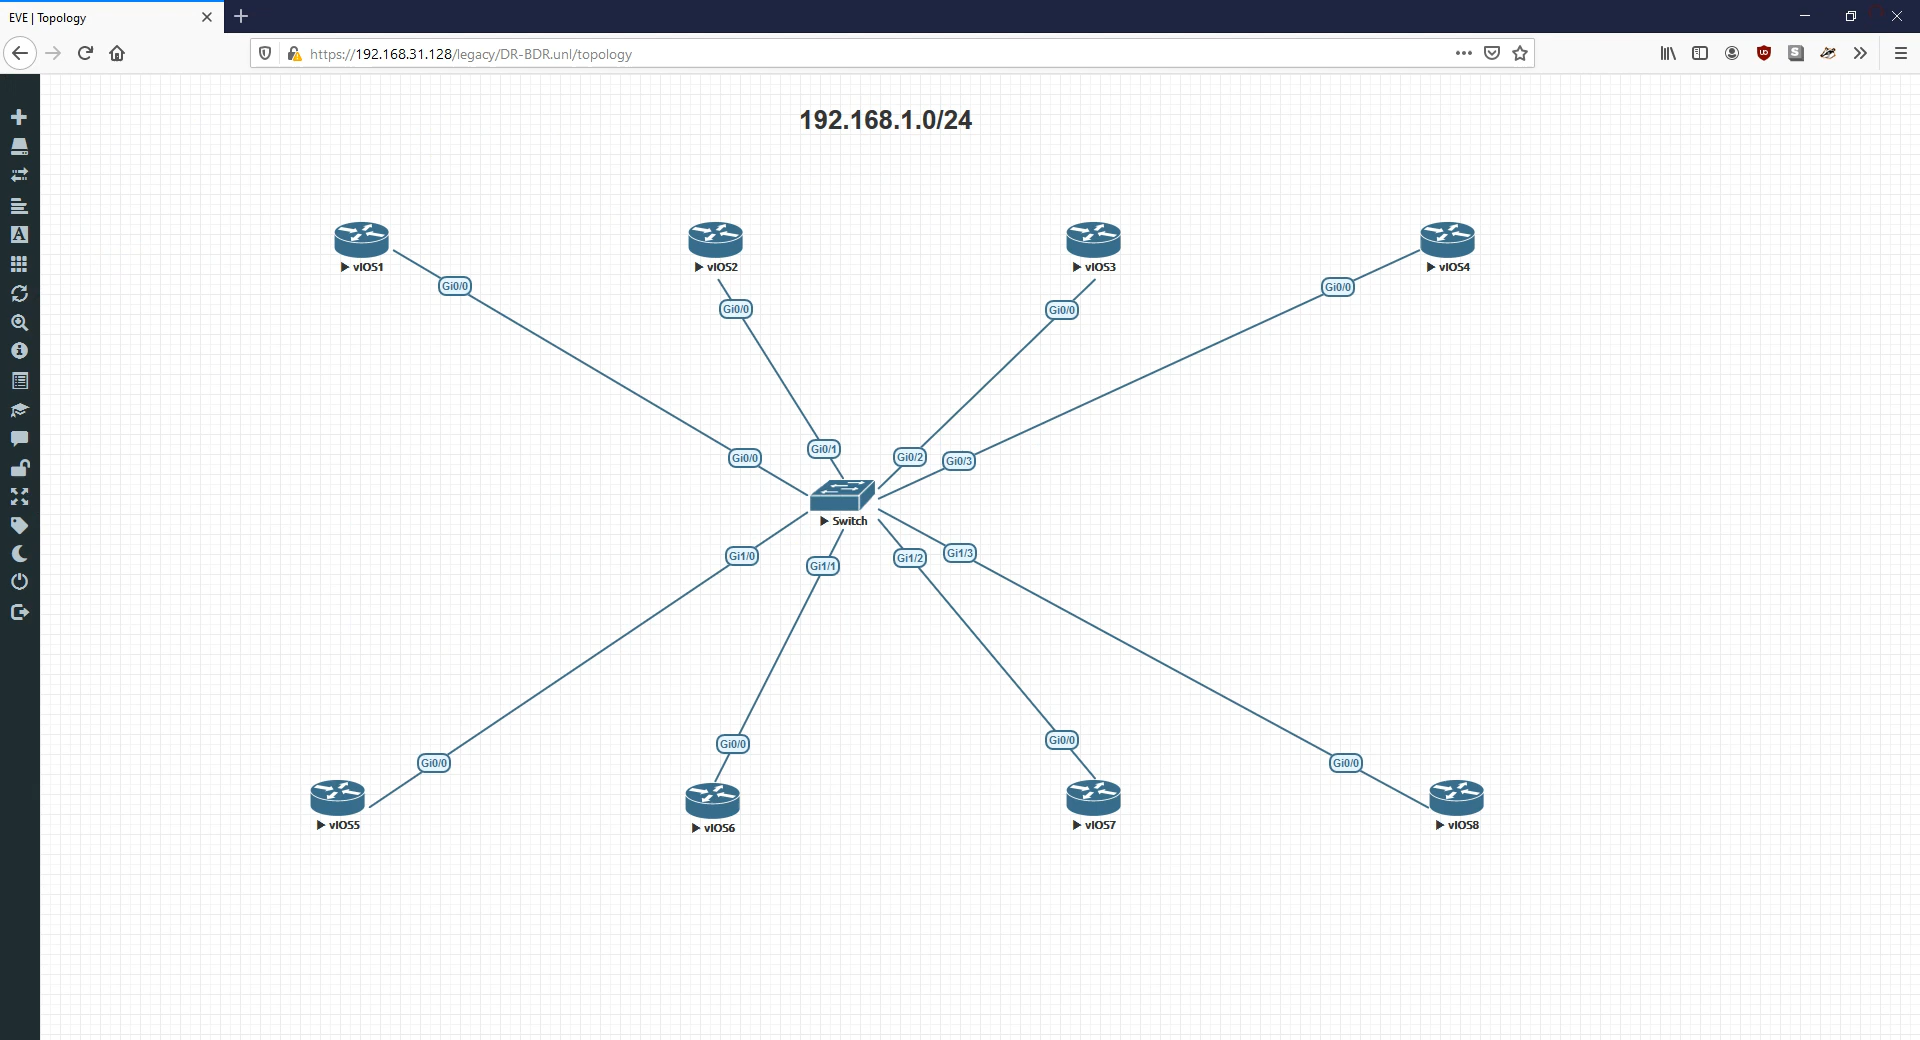 EVE | Topology
https://192.168.31.128/legacy/DR-BDR.unl/topology
192.168.1.0/24
vIOS1
vIOS2
vIOS3
vIOS4
Gi0/0
Gi0/0
Gi0/0
Gi0/0
Gi0/0
Gi0/1
Gi0/2
Gi0/3
Switch
Gi1/0
Gi1/1
Gi1/2
Gi1/3
Gi0/0
Gi0/0
Gi0/0
Gi0/0
vIOS5
vIOS6
vIOS7
vIOS8